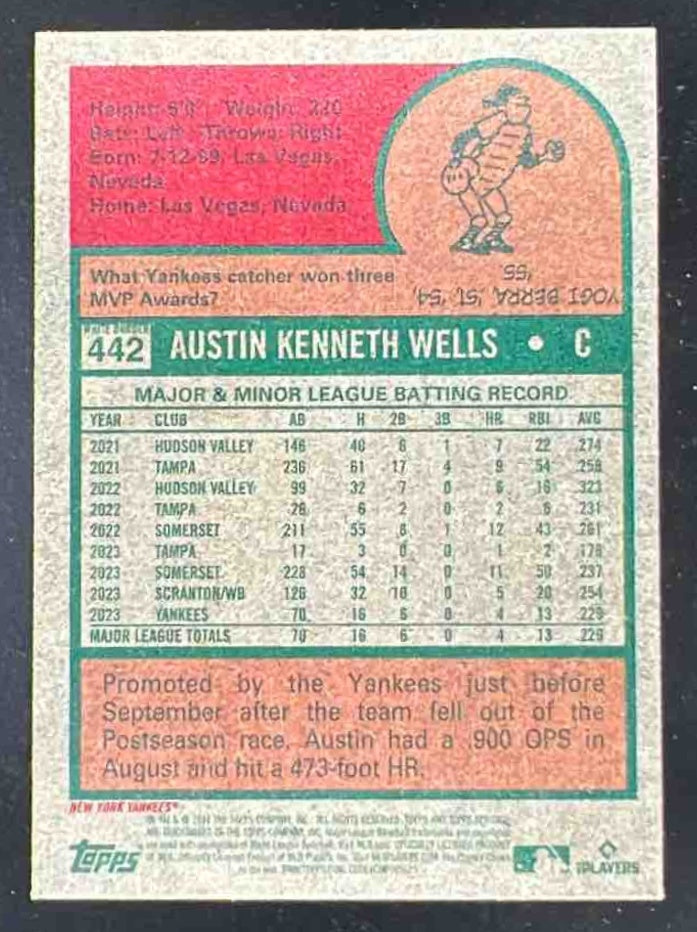 Height: 6'0" Weight: 220
Bats: Left Throws: Right
Born: 7-12-99, Las Vegas,
Nevada
Home: Las Vegas, Nevada
What Yankees catcher won three
MVP Awards?
YOGI BERRA, '51, '54,
'55
WHITE BORDER
442 AUSTIN KENNETH WELLS • C
MAJOR & MINOR LEAGUE BATTING RECORD
YEAR CLUB AB H 2B 3B HR RBI AVG
2021 HUDSON VALLEY 146 40 6 1 7 22 .274
2021 TAMPA 236 61 17 4 9 54 .258
2022 HUDSON VALLEY 99 32 7 0 6 16 .323
2022 TAMPA 26 6 2 0 2 6 .231
2022 SOMERSET 211 55 8 1 12 43 .261
2023 TAMPA 17 3 0 0 1 2 .176
2023 SOMERSET 228 54 14 0 11 50 .237
2023 SCRANTON/WB 126 32 10 0 5 20 .254
2023 YANKEES 70 16 6 0 4 13 .229
MAJOR LEAGUE TOTALS 70 16 6 0 4 13 .229
Promoted by the Yankees just before
September after the team fell out of the
Postseason race, Austin had a .900 OPS in
August and hit a 473-foot HR.
NEW YORK YANKEES®
Topps
PLAYERS